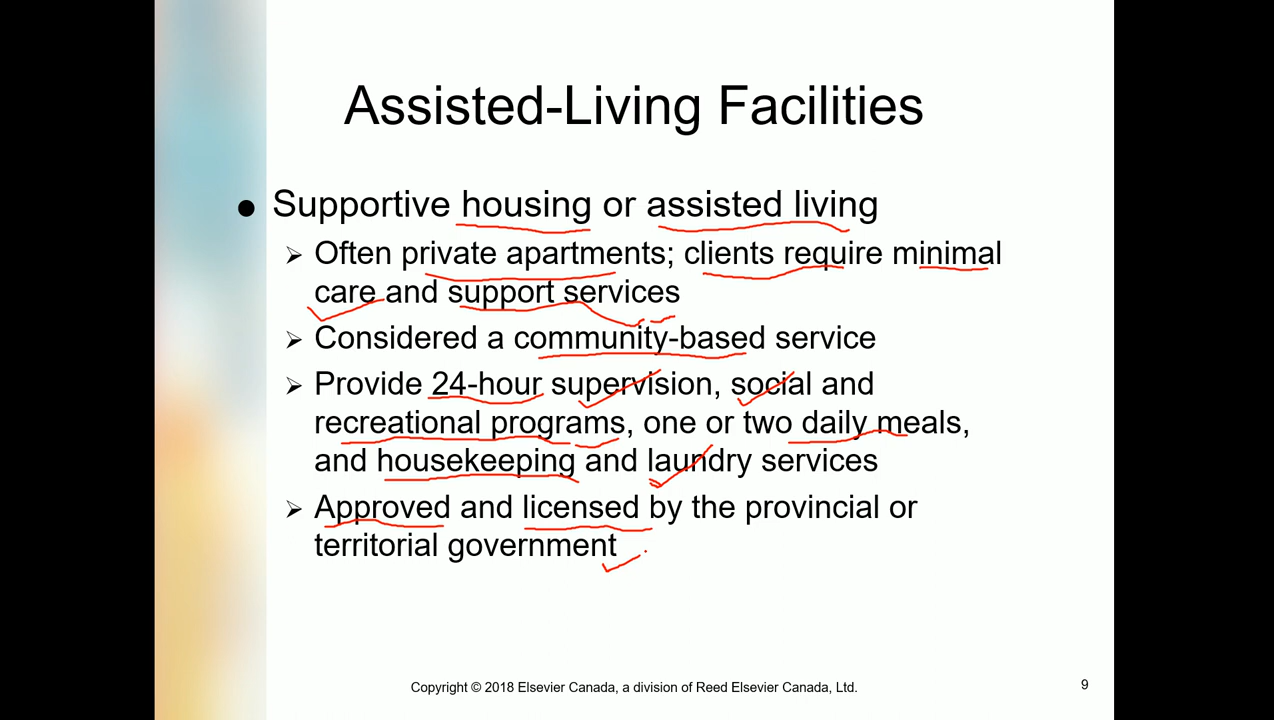 Assisted-Living Facilities
● Supportive housing or assisted living
➢ Often private apartments; clients require minimal
care and support services
➢ Considered a community-based service
➢ Provide 24-hour supervision, social and
recreational programs, one or two daily meals,
and housekeeping and laundry services
➢ Approved and licensed by the provincial or
territorial government
Copyright © 2018 Elsevier Canada, a division of Reed Elsevier Canada, Ltd.
9